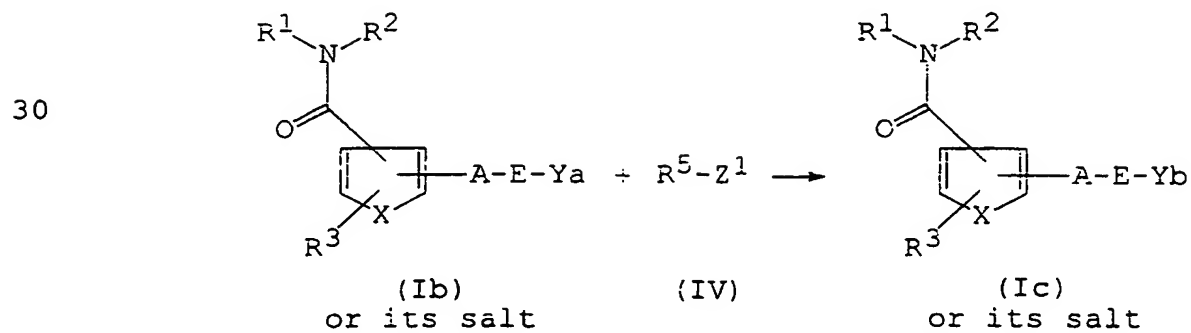 R¹ R² R¹ R²
N N
30
O O
A-E-Ya ÷ R⁵-Z¹ → A-E-Yb
X X
R³ R³
(Ib) (IV) (Ic)
or its salt or its salt